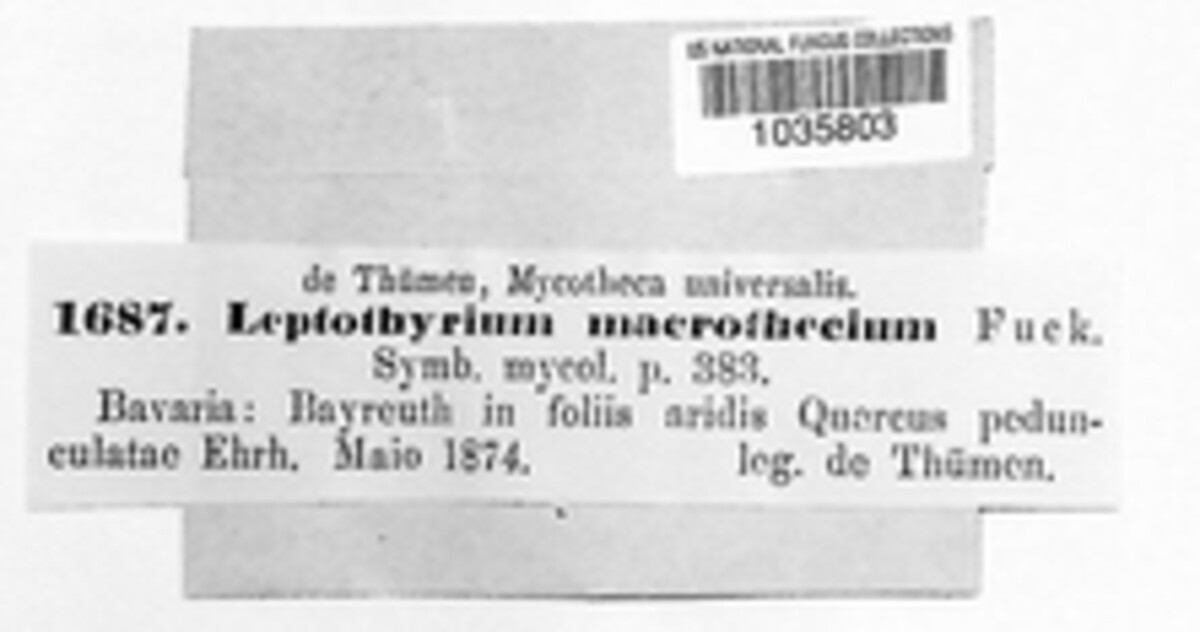 US NATIONAL FUNGUS COLLECTIONS
1035803
de Thümen, Mycotheca universalis.
1687. Leptothyrium macrothecium Fuck.
Symb. mycol. p. 383.
Bavaria: Bayreuth in foliis aridis Quercus pedun-
culatae Ehrh. Maio 1874. leg. de Thümen.